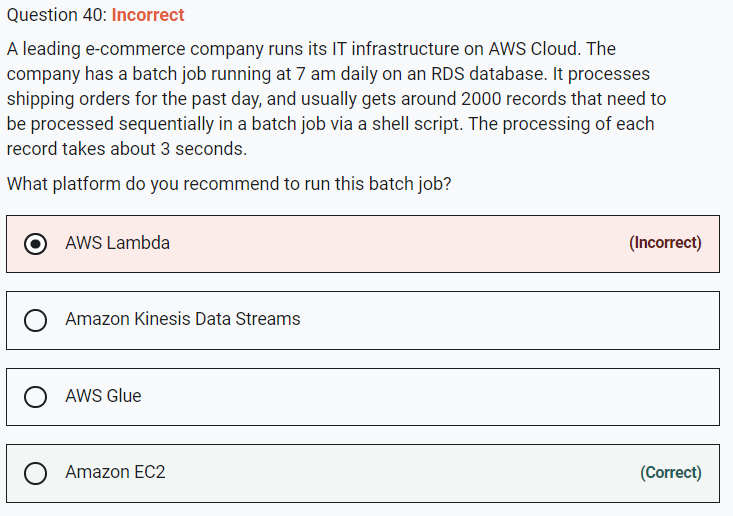 Question 40: Incorrect
A leading e-commerce company runs its IT infrastructure on AWS Cloud. The
company has a batch job running at 7 am daily on an RDS database. It processes
shipping orders for the past day, and usually gets around 2000 records that need to
be processed sequentially in a batch job via a shell script. The processing of each
record takes about 3 seconds.
What platform do you recommend to run this batch job?
AWS Lambda (Incorrect)
Amazon Kinesis Data Streams
AWS Glue
Amazon EC2 (Correct)